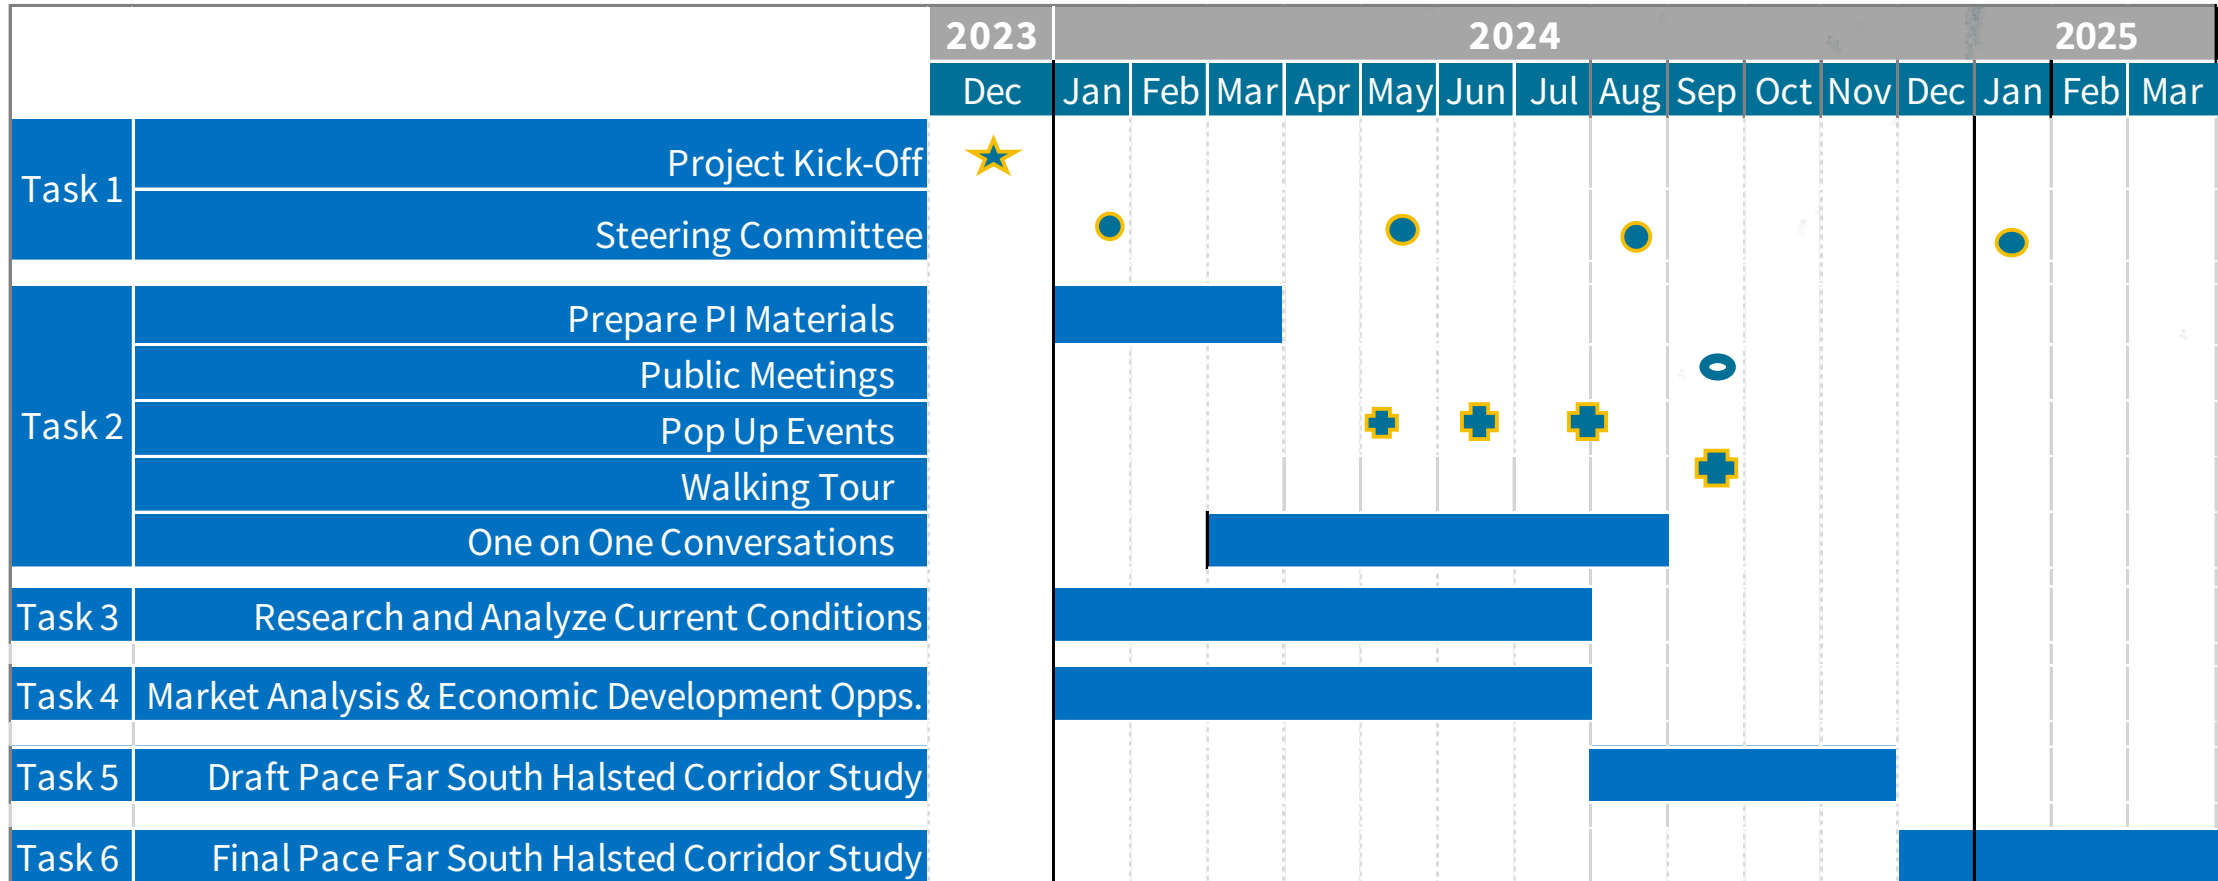 2023 2024 2025
Dec Jan Feb Mar Apr May Jun Jul Aug Sep Oct Nov Dec Jan Feb Mar
Task 1
Project Kick-Off
Steering Committee
Task 2
Prepare PI Materials
Public Meetings
Pop Up Events
Walking Tour
One on One Conversations
Task 3 Research and Analyze Current Conditions
Task 4 Market Analysis & Economic Development Opps.
Task 5 Draft Pace Far South Halsted Corridor Study
Task 6 Final Pace Far South Halsted Corridor Study